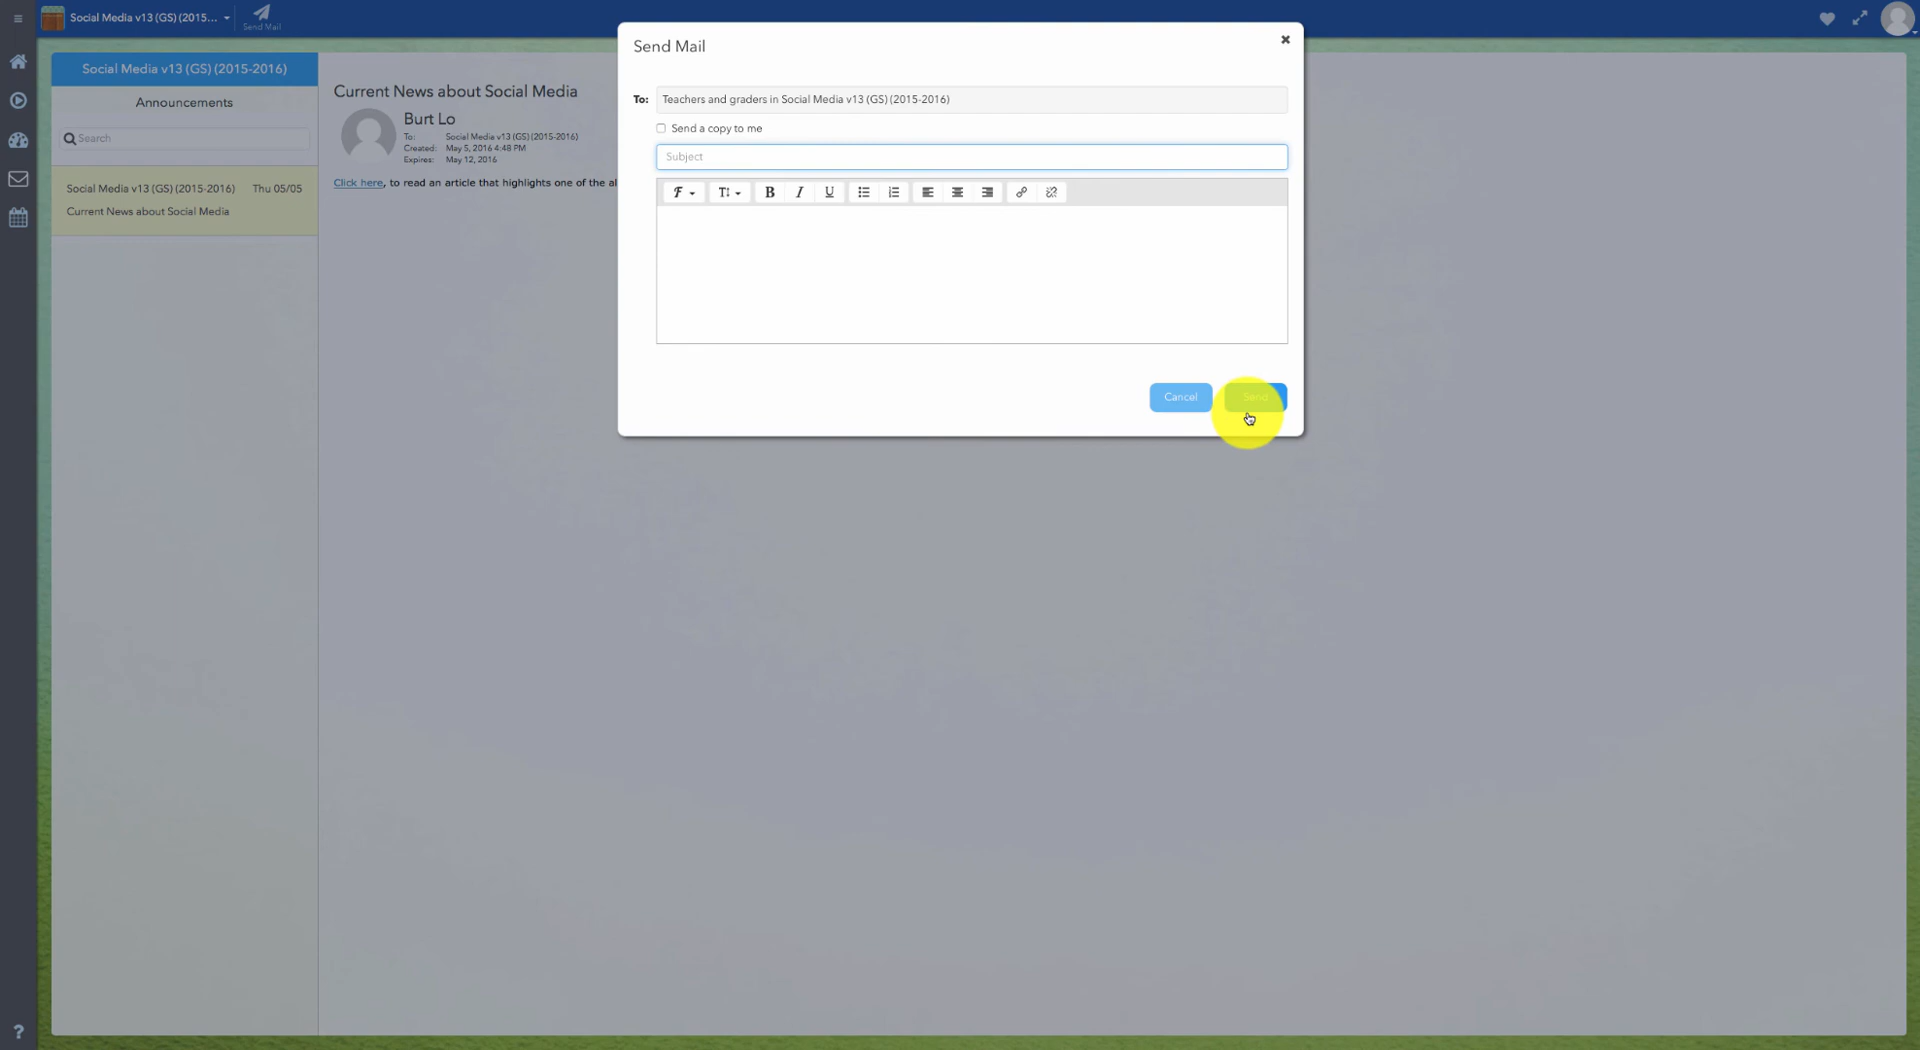 Social Media v13 (GS) (2015...
Send Mail
Social Media v13 (GS) (2015-2016)
Announcements
Search
Social Media v13 (GS) (2015-2016) Thu 05/05
Current News about Social Media
Current News about Social Media
Burt Lo
To: Social Media v13 (GS) (2015-2016)
Created: May 5, 2016 4:48 PM
Expires: May 12, 2016
Click here, to read an article that highlights one of the al
Send Mail
To: Teachers and graders in Social Media v13 (GS) (2015-2016)
Send a copy to me
Subject
Cancel Send